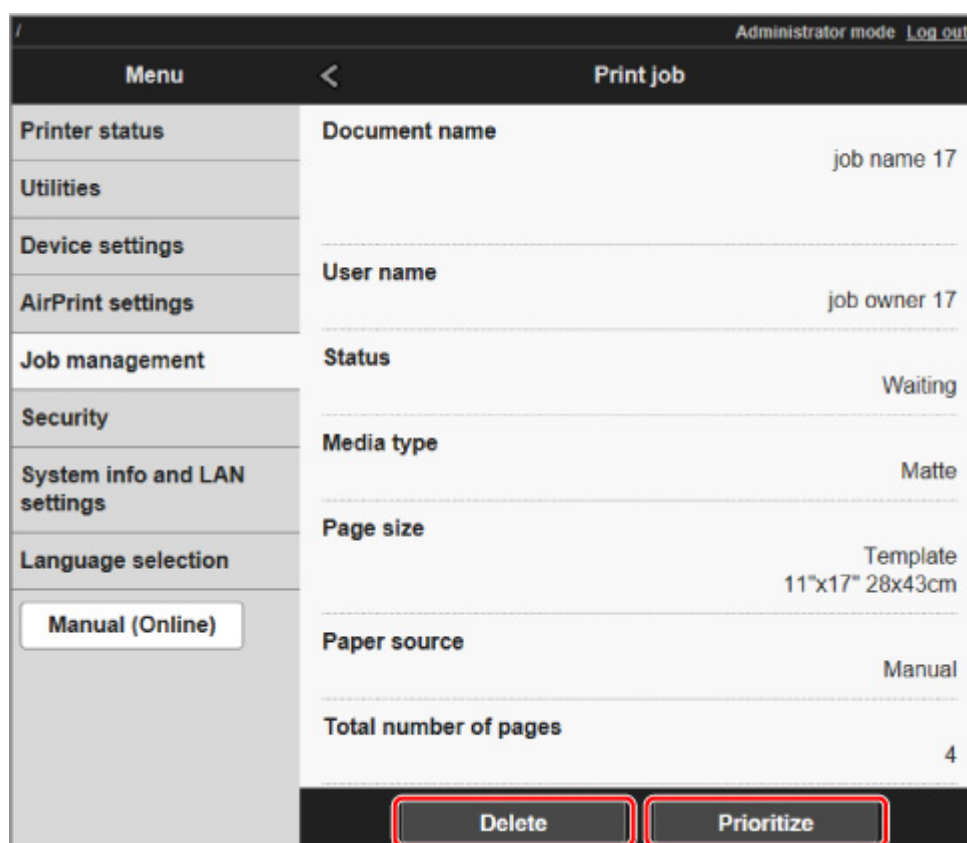 /
Administrator mode Log out
Menu
Print job
Printer status
Utilities
Device settings
AirPrint settings
Job management
Security
System info and LAN
settings
Language selection
Manual (Online)
Document name
job name 17
User name
job owner 17
Status
Waiting
Media type
Matte
Page size
Template
11"x17" 28x43cm
Paper source
Manual
Total number of pages
4
Delete
Prioritize